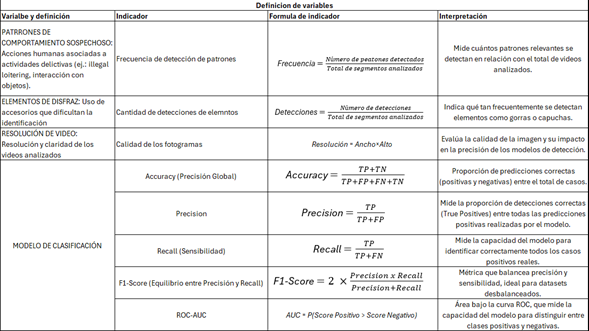 Definicion de variables
Varialbe y definición
Indicador
Formula de indicador
Interpretación
PATRRONES DE
COMPORTAMIENTO SOSPECHOSO:
Acciones humanas asociadas a
actividades delictivas (ej.: illegal
loitering, interacción con
objetos).
Frecuencia de detección de patrones
Frecuencia = Número de peatones detectados / Total de segmentos analizados
Mide cuántos patrones relevantes se
detectan en relación con el total de videos
analizados.
ELEMENTOS DE DISFRAZ: Uso de
accesorios que dificultan la
identificación
Cantidad de detecciones de elemntos
Detecciones = Número de detecciones / Total de segmentos analizados
Indica qué tan frecuentemente se detectan
elementos como gorras o capuchas.
RESOLUCIÓN DE VIDEO:
Resolución y claridad de los
videos analizados
Calidad de los fotogramas
Resolución = Ancho*Alto
Evalúa la calidad de la imagen y su impacto
en la precisión de los modelos de detección.
MODELO DE CLASIFICACIÓN
Accuracy (Precisión Global)
Accuracy = TP+TN / TP+FP+FN+TN
Proporción de predicciones correctas
(positivas y negativas) entre el total de casos.
Precision
Precision = TP / TP+FP
Mide la proporción de detecciones correctas
(True Positives) entre todas las predicciones
positivas realizadas por el modelo.
Recall (Sensibilidad)
Recall = TP / TP+FN
Mide la capacidad del modelo para
identificar correctamente todos los casos
positivos reales.
F1-Score (Equilibrio entre Precisión y Recall)
F1-Score = 2 × Precision x Recall / Precision+Recall
Métrica que balancea precisión y
sensibilidad, ideal para datasets
desbalanceados.
ROC-AUC
AUC = P(Score Positivo > Score Negativo)
Área bajo la curva ROC, que mide la
capacidad del modelo para distinguir entre
clases positivas y negativas.